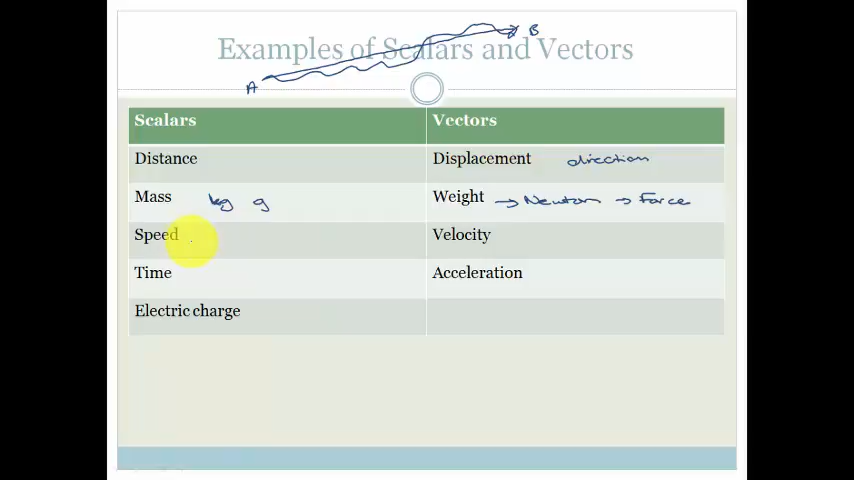 B
Examples of Scalars and Vectors
A
Scalars Vectors
Distance Displacement direction
Mass kg g Weight → Newtons → Force
Speed Velocity
Time Acceleration
Electric charge